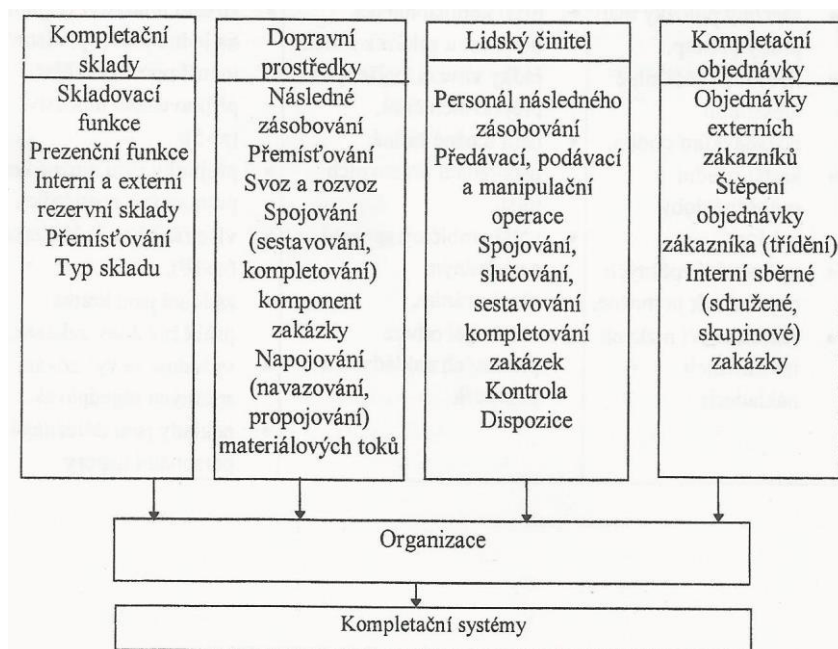 Kompletační
sklady
Skladovací
funkce
Prezenční funkce
Interní a externí
rezervní sklady
Přemísťování
Typ skladu
Dopravní
prostředky
Následné
zásobování
Přemísťování
Svoz a rozvoz
Spojování
(sestavování,
kompletování)
komponent
zakázky
Napojování
(navazování,
propojování)
materiálových toků
Lidský činitel
Personál následného
zásobování
Předávací, podávací
a manipulační
operace
Spojování,
slučování,
sestavování
kompletování
zakázek
Kontrola
Dispozice
Kompletační
objednávky
Objednávky
externích
zákazníků
Štěpení
objednávky
zákazníka (třídění)
Interní sběrné
(sdružené,
skupinové)
zakázky
Organizace
Kompletační systémy